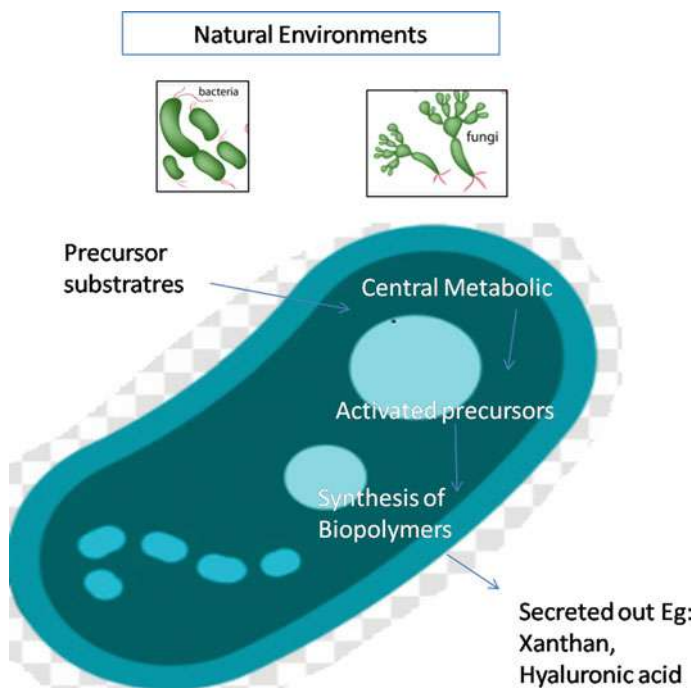 Natural Environments
bacteria
fungi
Precursor
substratres
Central Metabolic
Activated precursors
Synthesis of
Biopolymers
Secreted out Eg:
Xanthan,
Hyaluronic acid